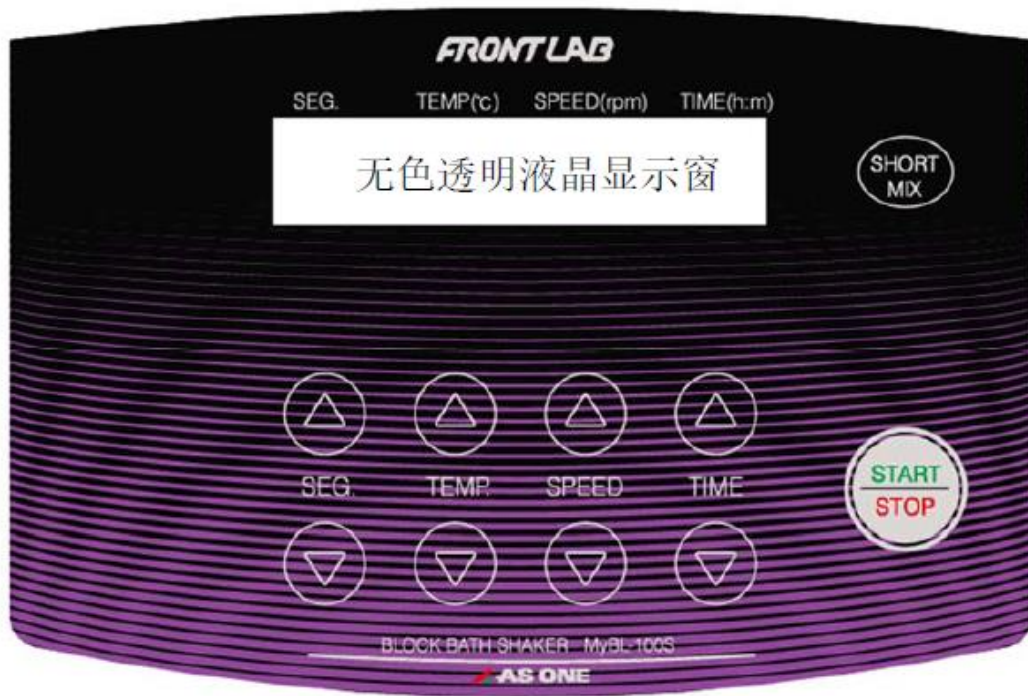 FRONTLAB
SEG. TEMP(℃) SPEED(rpm) TIME(h:m)
无色透明液晶显示窗
SHORT
MIX
SEG. TEMP. SPEED TIME
START
STOP
BLOCK BATH SHAKER MyBL-100S
AS ONE